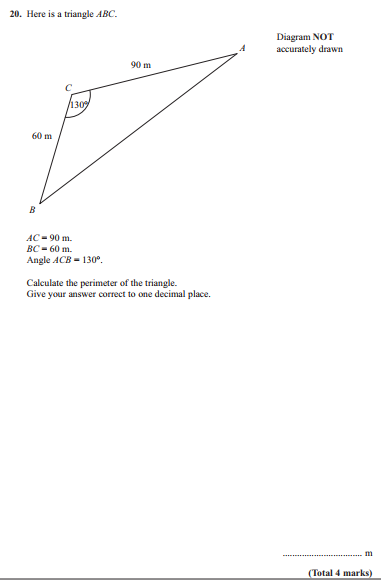 20. Here is a triangle ABC.
Diagram NOT
accurately drawn
A
90 m
C
130°
60 m
B
AC = 90 m.
BC = 60 m.
Angle ACB = 130°.
Calculate the perimeter of the triangle.
Give your answer correct to one decimal place.
................................ m
(Total 4 marks)